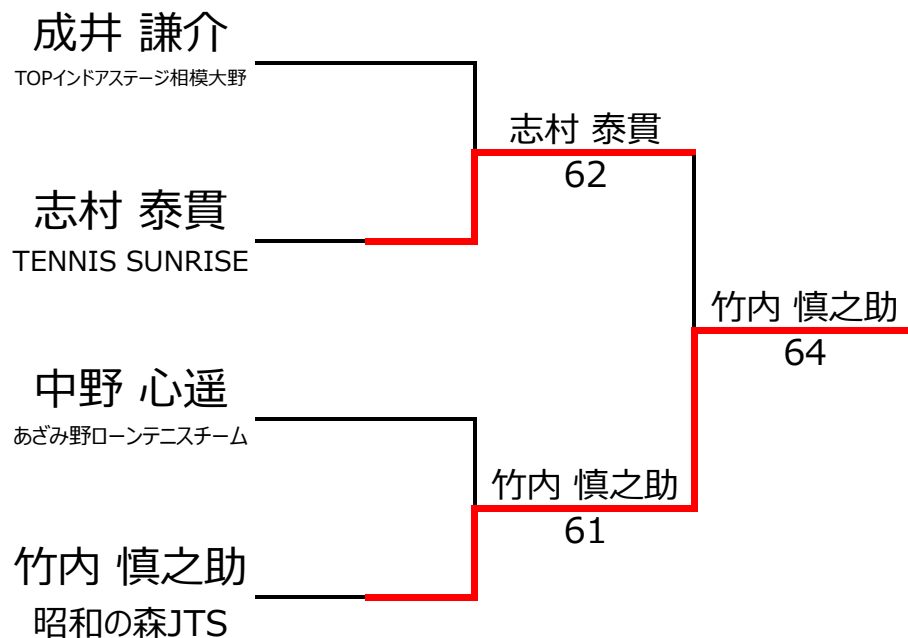 成井 謙介
TOPインドアステージ相模大野
志村 泰貫
62
志村 泰貫
TENNIS SUNRISE
竹内 慎之助
64
中野 心遥
あざみ野ローンテニスチーム
竹内 慎之助
61
竹内 慎之助
昭和の森JTS